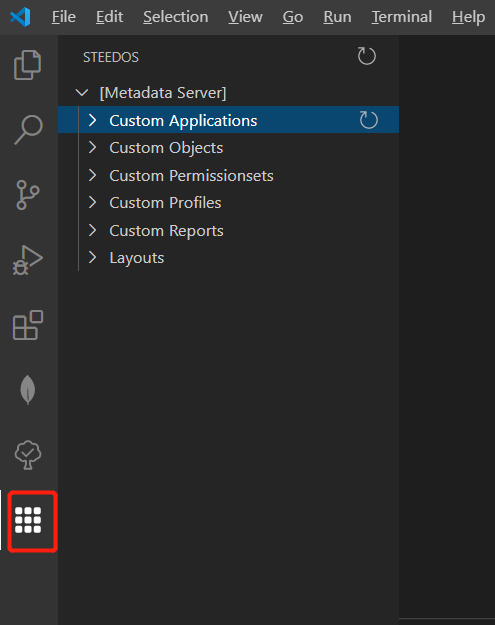 File Edit Selection View Go Run Terminal Help
STEEDOS
[Metadata Server]
Custom Applications
Custom Objects
Custom Permissionsets
Custom Profiles
Custom Reports
Layouts